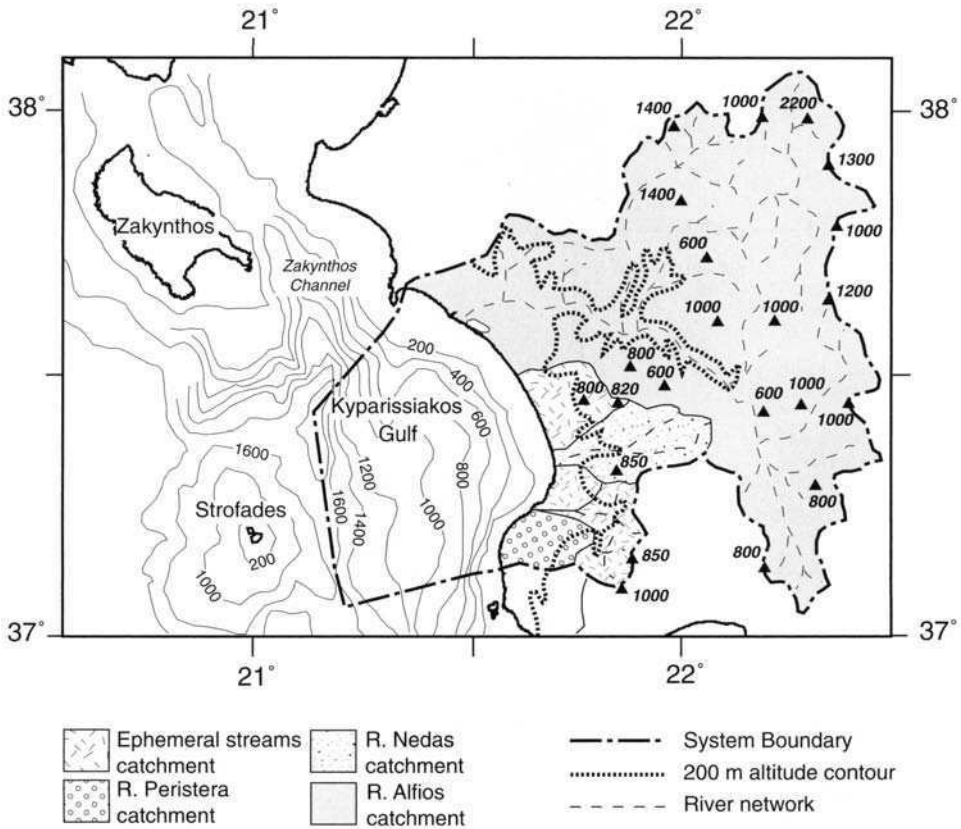 21°
22°
38°
38°
1400
1000
2200
1300
1400
Zakynthos
1000
600
Zakynthos
Channel
1200
1000
1000
200
800
400
600
1000
800
820
600
1000
Kyparissiakos
Gulf
600
1600
1200
850
800
800
Strofades
1600
1400
1000
200
1000
850
800
1000
37°
37°
21°
22°
Ephemeral streams
catchment
R. Nedas
catchment
System Boundary
200 m altitude contour
R. Peristera
catchment
R. Alfios
catchment
River network